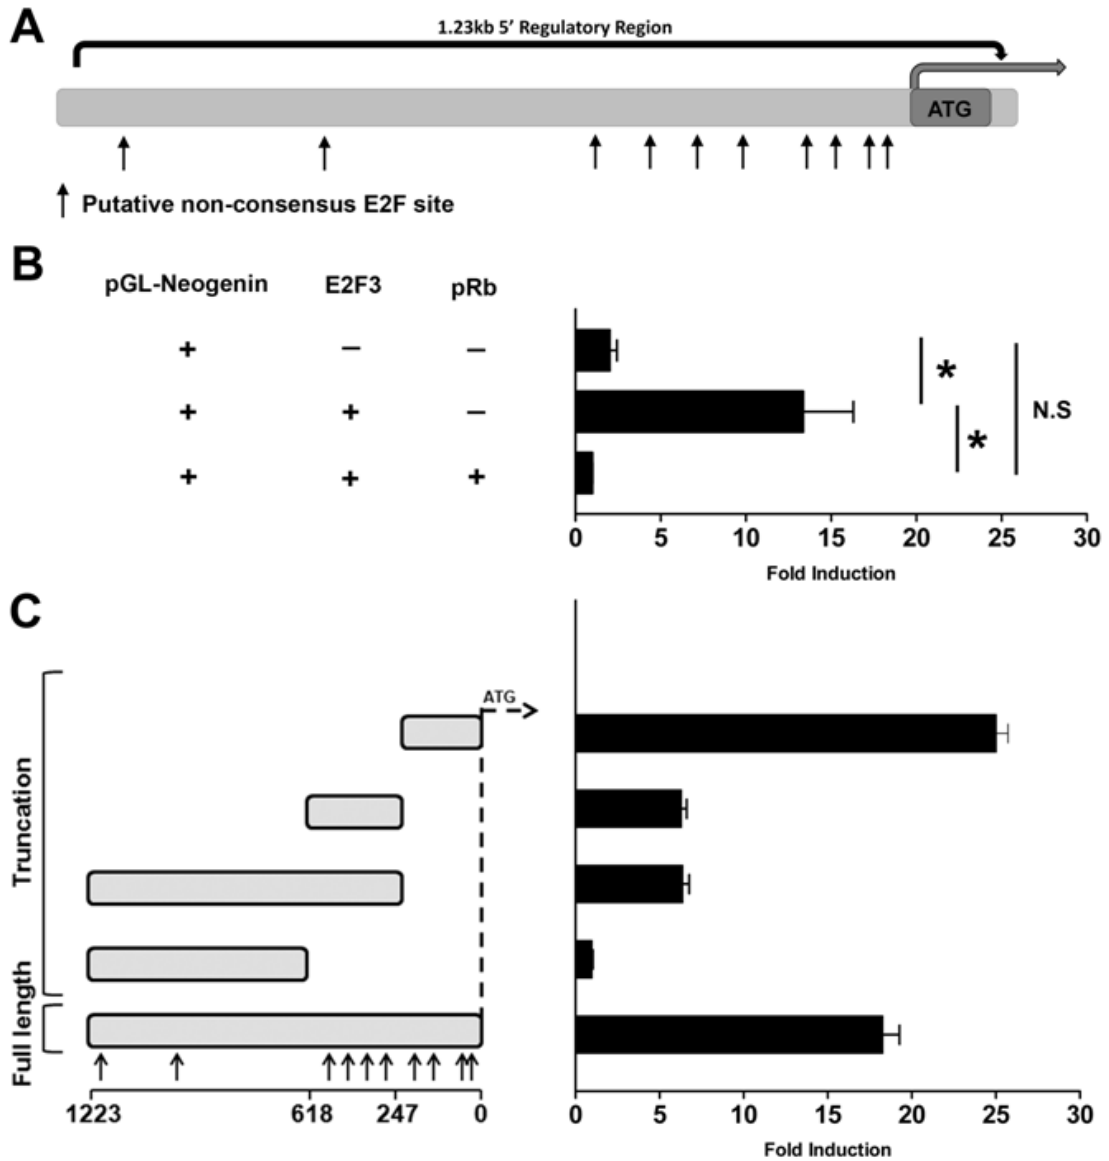 A
1.23kb 5′ Regulatory Region
ATG
Putative non-consensus E2F site
B
pGL-Neogenin E2F3 pRb
+ − −
+ + −
+ + +
*
*
N.S
0 5 10 15 20 25 30
Fold Induction
C
Truncation
Full length
ATG
1223 618 247 0
0 5 10 15 20 25 30
Fold Induction